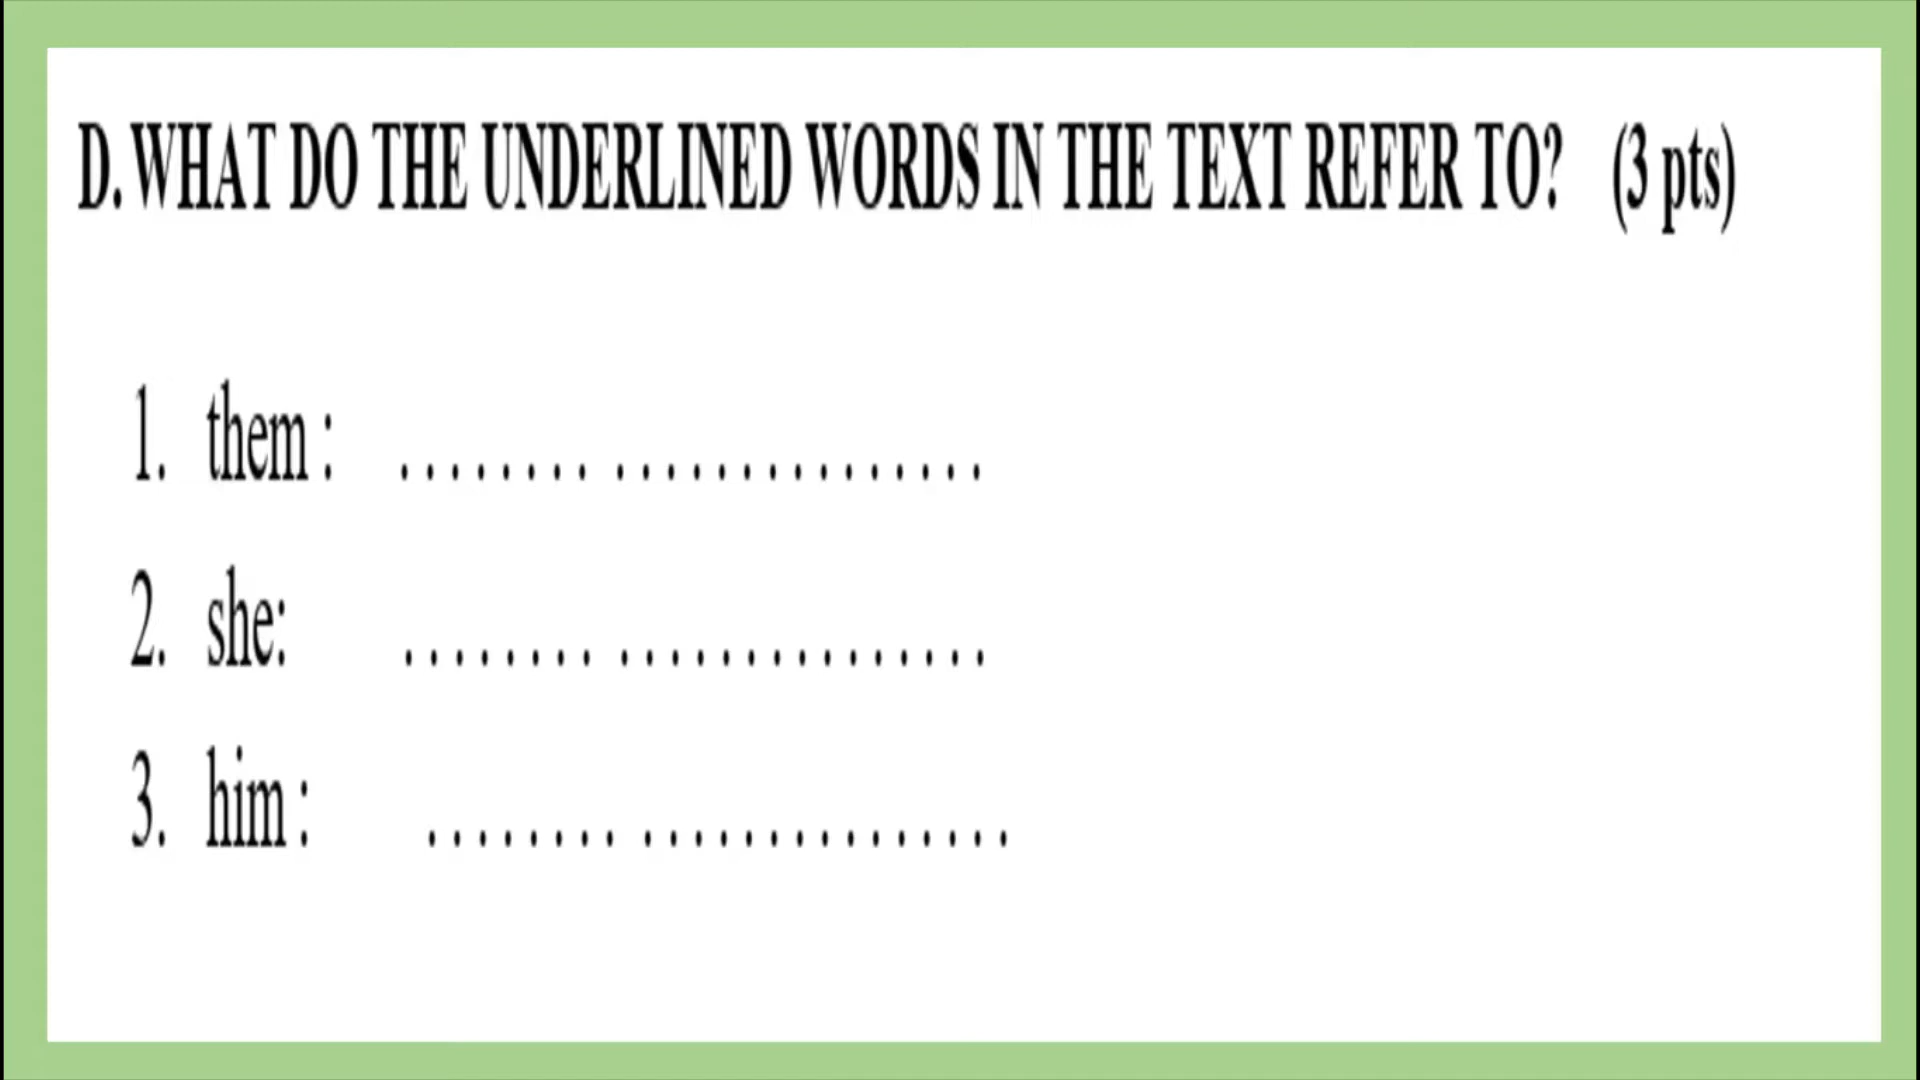 D. WHAT DO THE UNDERLINED WORDS IN THE TEXT REFER TO? (3 pts)
1. them : ........ ...............
2. she: ........ ...............
3. him : ........ ...............